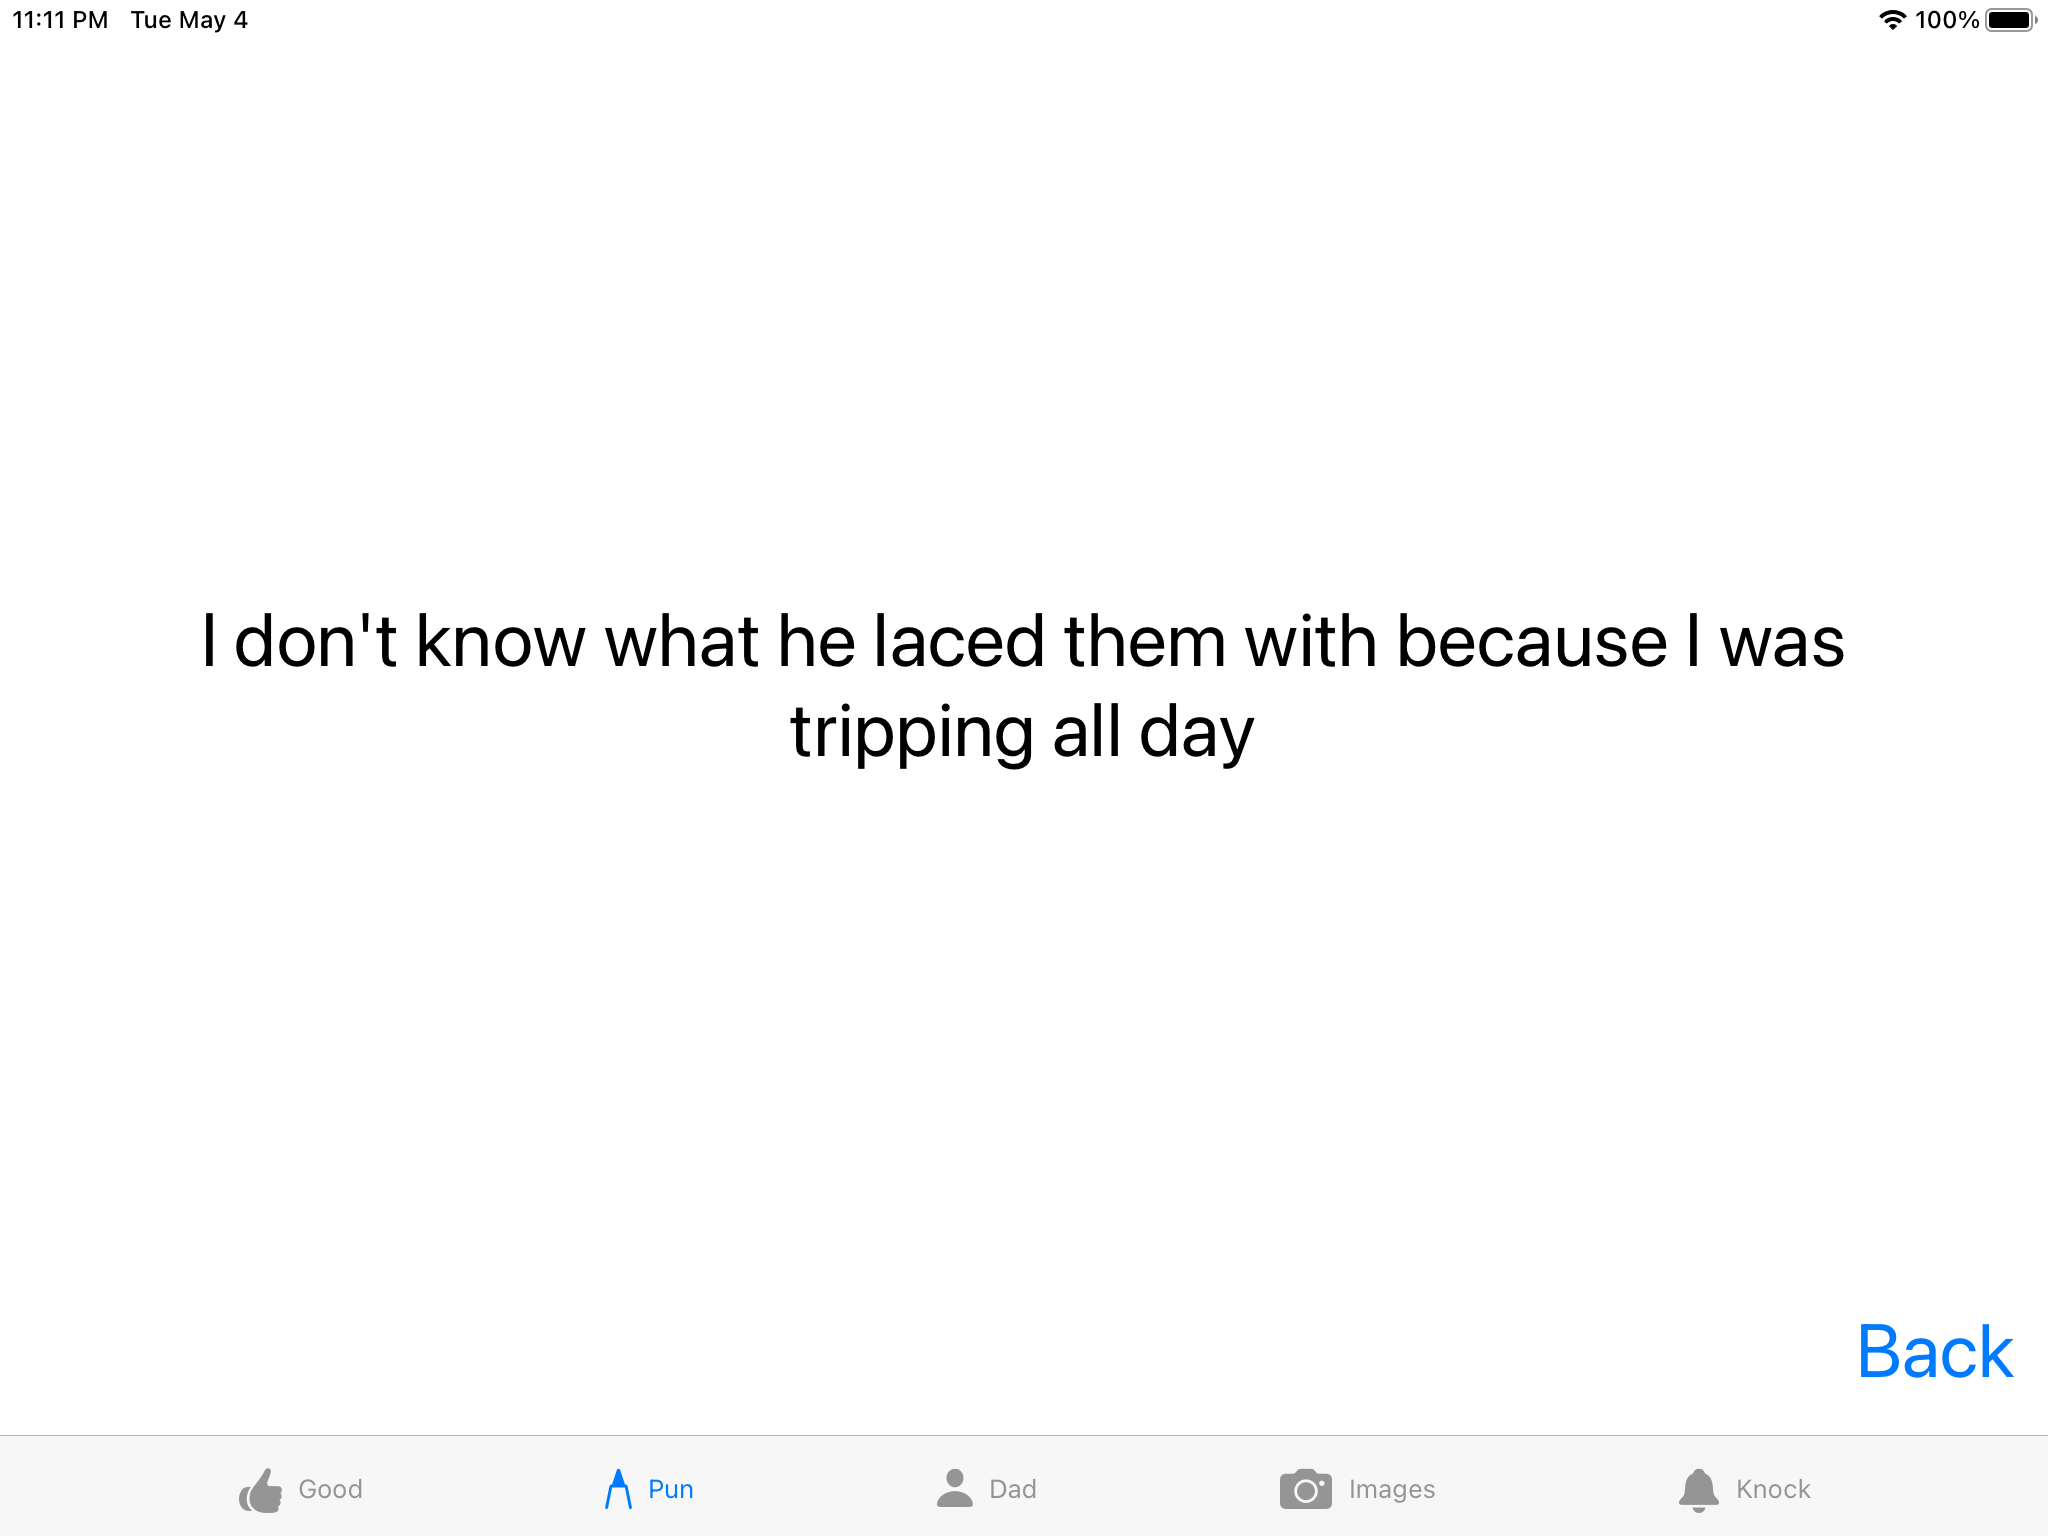 11:11 PM Tue May 4 100%
I don't know what he laced them with because I was
tripping all day
Back
Good Pun Dad Images Knock